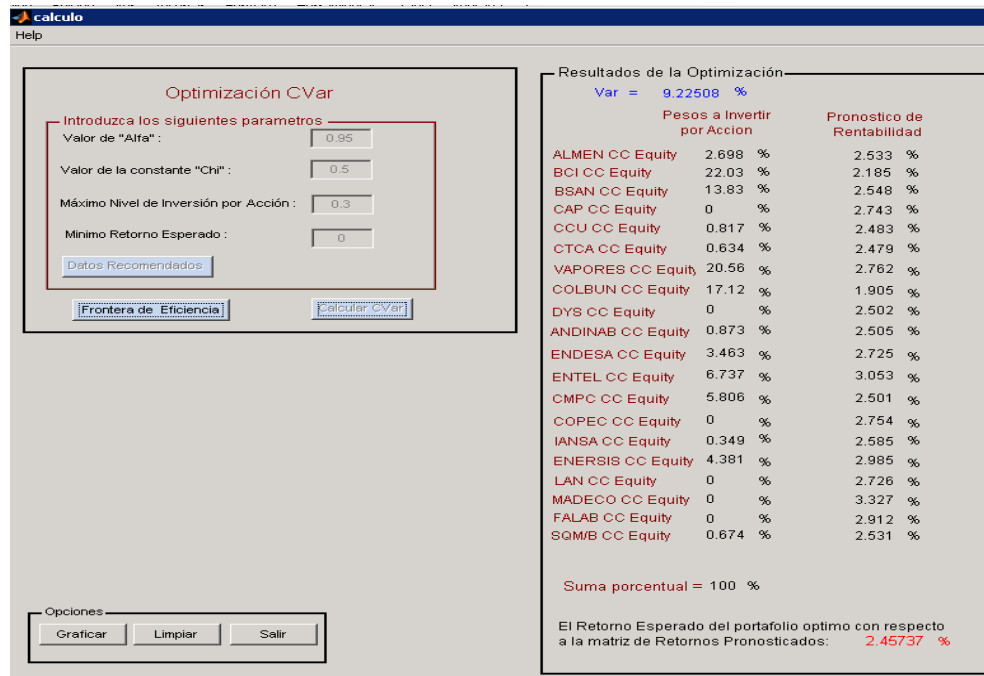 calculo
Help
Optimización CVar
Introduzca los siguientes parametros
Valor de "Alfa" : 0.95
Valor de la constante "Chi" : 0.5
Máximo Nivel de Inversión por Acción : 0.3
Minimo Retorno Esperado : 0
Datos Recomendados
Frontera de Eficiencia Calcular CVar
Opciones
Graficar Limpiar Salir
Resultados de la Optimización
Var = 9.22508 %
Pesos a Invertir por Accion
Pronostico de Rentabilidad
ALMEN CC Equity 2.698 % 2.533 %
BCI CC Equity 22.03 % 2.185 %
BSAN CC Equity 13.83 % 2.548 %
CAP CC Equity 0 % 2.743 %
CCU CC Equity 0.817 % 2.483 %
CTCA CC Equity 0.634 % 2.479 %
VAPORES CC Equity 20.56 % 2.762 %
COLBUN CC Equity 17.12 % 1.905 %
DYS CC Equity 0 % 2.502 %
ANDINAB CC Equity 0.873 % 2.505 %
ENDESA CC Equity 3.463 % 2.725 %
ENTEL CC Equity 6.737 % 3.053 %
CMPC CC Equity 5.806 % 2.501 %
COPEC CC Equity 0 % 2.754 %
IANSA CC Equity 0.349 % 2.585 %
ENERSIS CC Equity 4.381 % 2.985 %
LAN CC Equity 0 % 2.726 %
MADECO CC Equity 0 % 3.327 %
FALAB CC Equity 0 % 2.912 %
SQM/B CC Equity 0.674 % 2.531 %
Suma porcentual = 100 %
El Retorno Esperado del portafolio optimo con respecto
a la matriz de Retornos Pronosticados: 2.45737 %